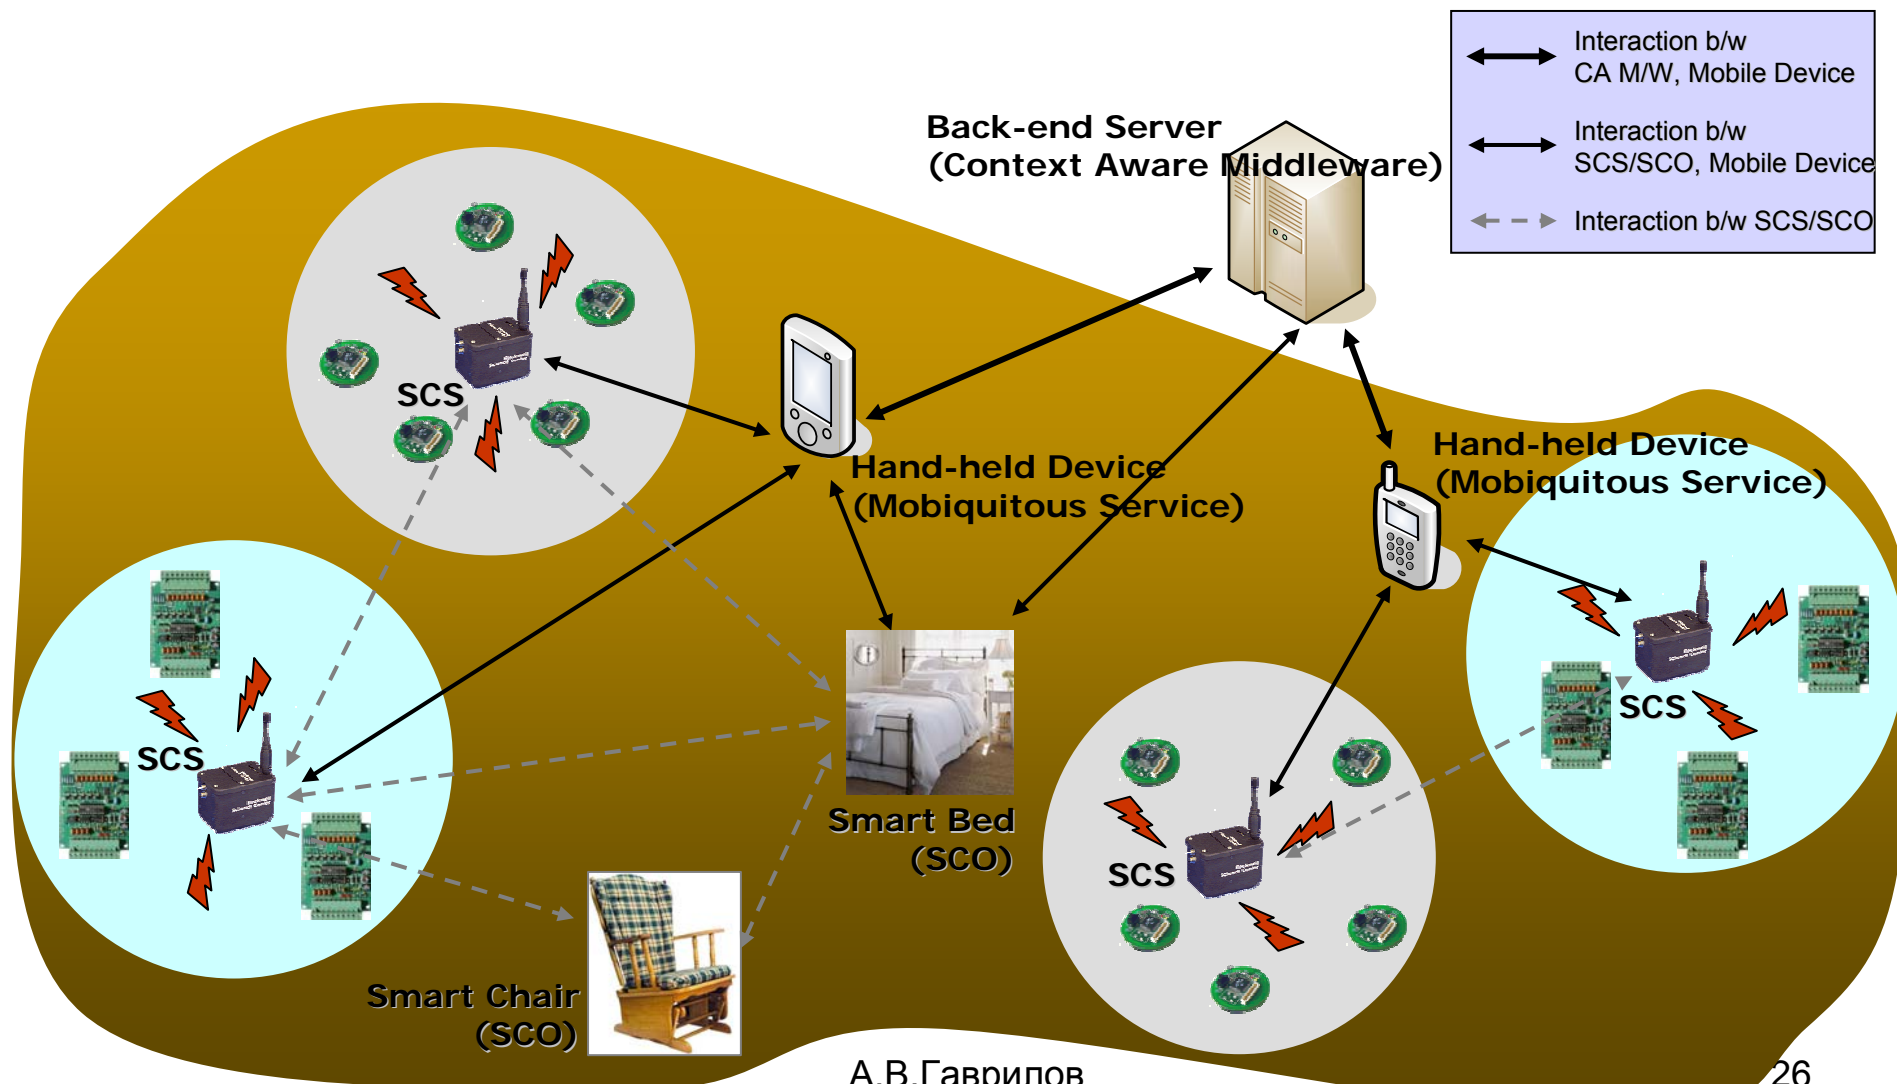 Interaction b/w
CA M/W, Mobile Device
Interaction b/w
SCS/SCO, Mobile Device
Interaction b/w SCS/SCO
Back-end Server
(Context Aware Middleware)
SCS
Hand-held Device
(Mobiquitous Service)
Hand-held Device
(Mobiquitous Service)
SCS
SCS
Smart Bed
(SCO)
SCS
Smart Chair
(SCO)
А.В.Гаврилов
26